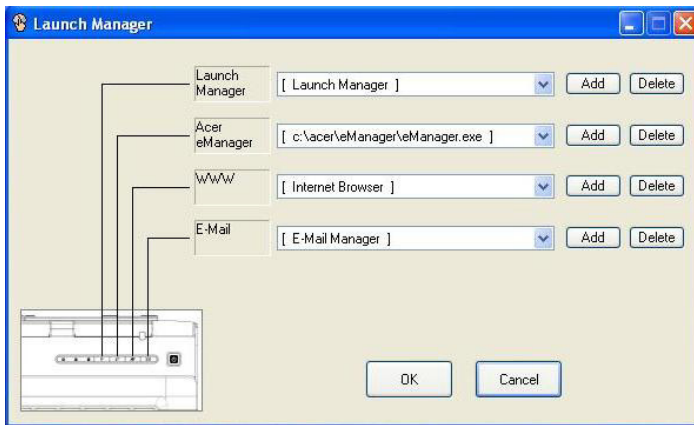 Launch Manager
Launch
Manager
[ Launch Manager ]
Add
Delete
Acer
eManager
[ c:\acer\eManager\eManager.exe ]
Add
Delete
WWW
[ Internet Browser ]
Add
Delete
E-Mail
[ E-Mail Manager ]
Add
Delete
OK
Cancel